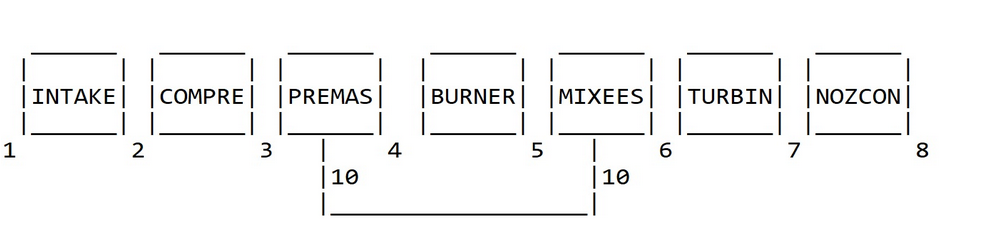 INTAKE COMPRE PREMAS BURNER MIXEES TURBIN NOZCON
1 2 3 4 5 6 7 8
10 10